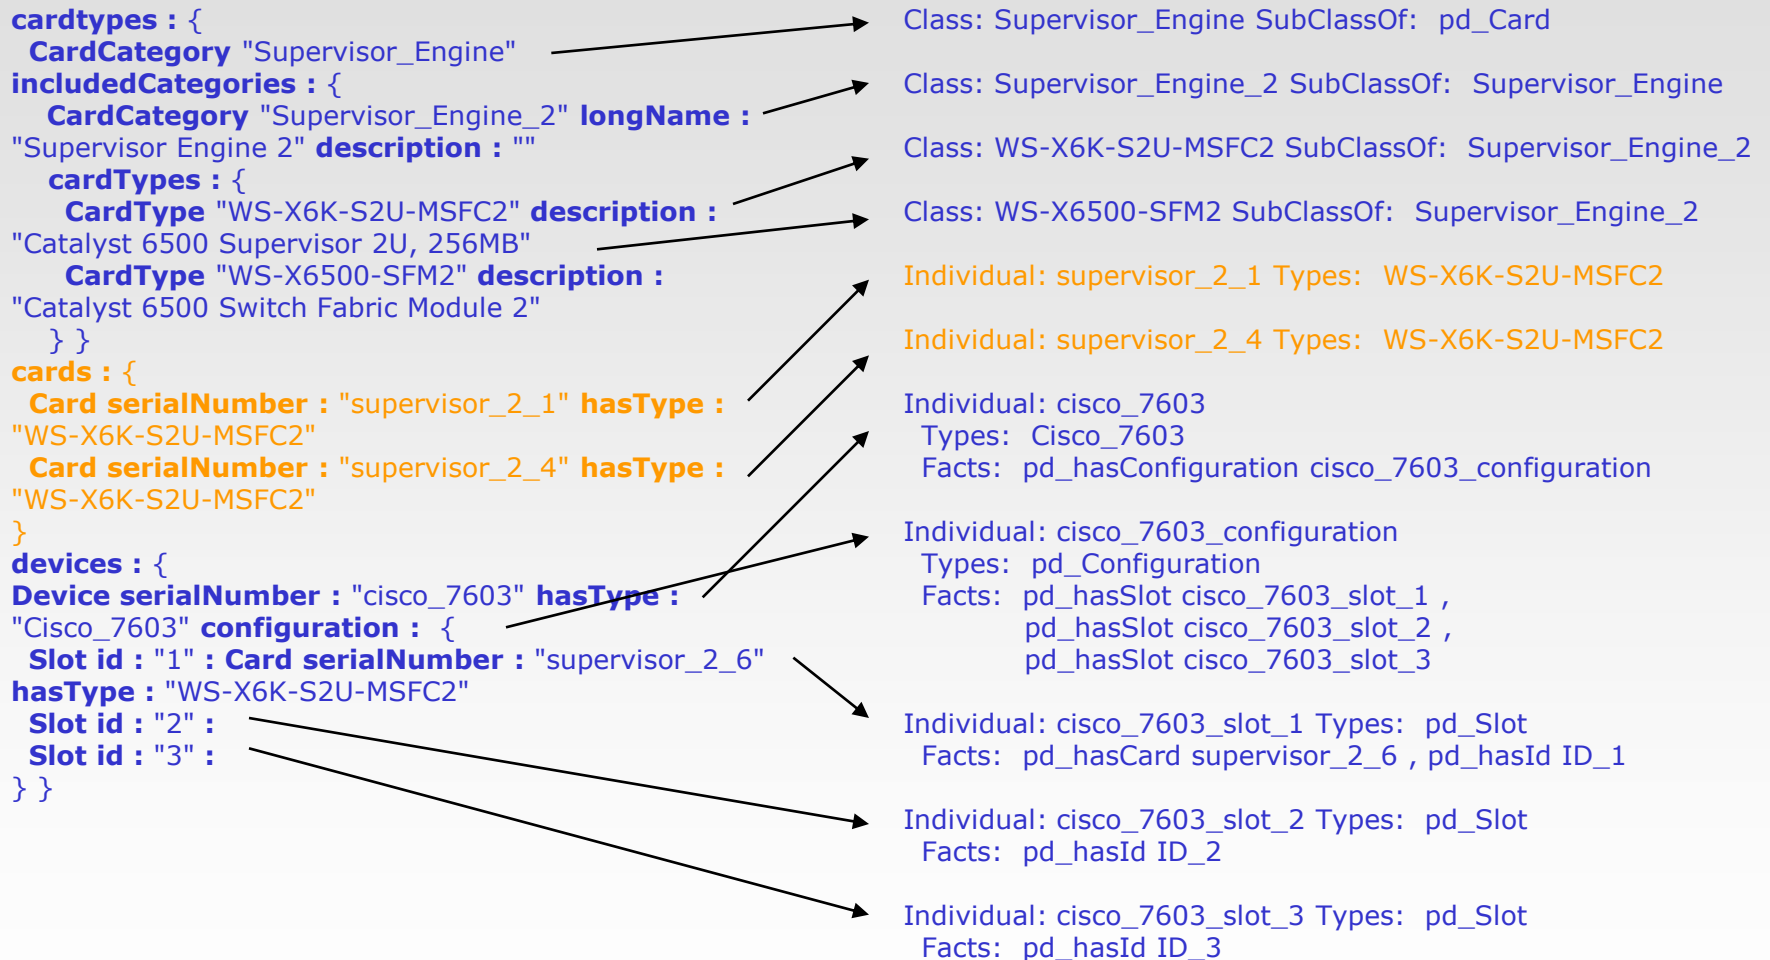 cardtypes : {
CardCategory "Supervisor_Engine"
includedCategories : {
CardCategory "Supervisor_Engine_2" longName :
"Supervisor Engine 2" description : ""
cardTypes : {
CardType "WS-X6K-S2U-MSFC2" description :
"Catalyst 6500 Supervisor 2U, 256MB"
CardType "WS-X6500-SFM2" description :
"Catalyst 6500 Switch Fabric Module 2"
} }
cards : {
Card serialNumber : "supervisor_2_1" hasType :
"WS-X6K-S2U-MSFC2"
Card serialNumber : "supervisor_2_4" hasType :
"WS-X6K-S2U-MSFC2"
}
devices : {
Device serialNumber : "cisco_7603" hasType :
"Cisco_7603" configuration : {
Slot id : "1" : Card serialNumber : "supervisor_2_6"
hasType : "WS-X6K-S2U-MSFC2"
Slot id : "2" :
Slot id : "3" :
} }
Class: Supervisor_Engine SubClassOf: pd_Card
Class: Supervisor_Engine_2 SubClassOf: Supervisor_Engine
Class: WS-X6K-S2U-MSFC2 SubClassOf: Supervisor_Engine_2
Class: WS-X6500-SFM2 SubClassOf: Supervisor_Engine_2
Individual: supervisor_2_1 Types: WS-X6K-S2U-MSFC2
Individual: supervisor_2_4 Types: WS-X6K-S2U-MSFC2
Individual: cisco_7603
Types: Cisco_7603
Facts: pd_hasConfiguration cisco_7603_configuration
Individual: cisco_7603_configuration
Types: pd_Configuration
Facts: pd_hasSlot cisco_7603_slot_1 ,
pd_hasSlot cisco_7603_slot_2 ,
pd_hasSlot cisco_7603_slot_3
Individual: cisco_7603_slot_1 Types: pd_Slot
Facts: pd_hasCard supervisor_2_6 , pd_hasId ID_1
Individual: cisco_7603_slot_2 Types: pd_Slot
Facts: pd_hasId ID_2
Individual: cisco_7603_slot_3 Types: pd_Slot
Facts: pd_hasId ID_3